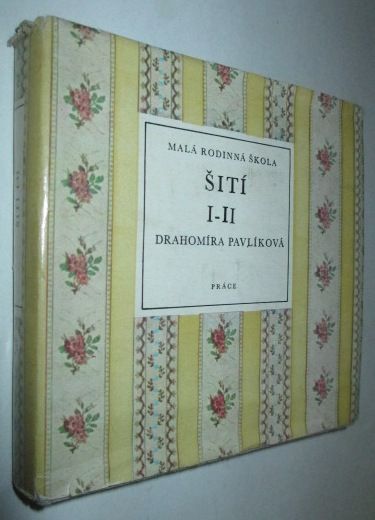 MALÁ RODINNÁ ŠKOLA
ŠITÍ
I-II
DRAHOMÍRA PAVLÍKOVÁ
PRÁCE